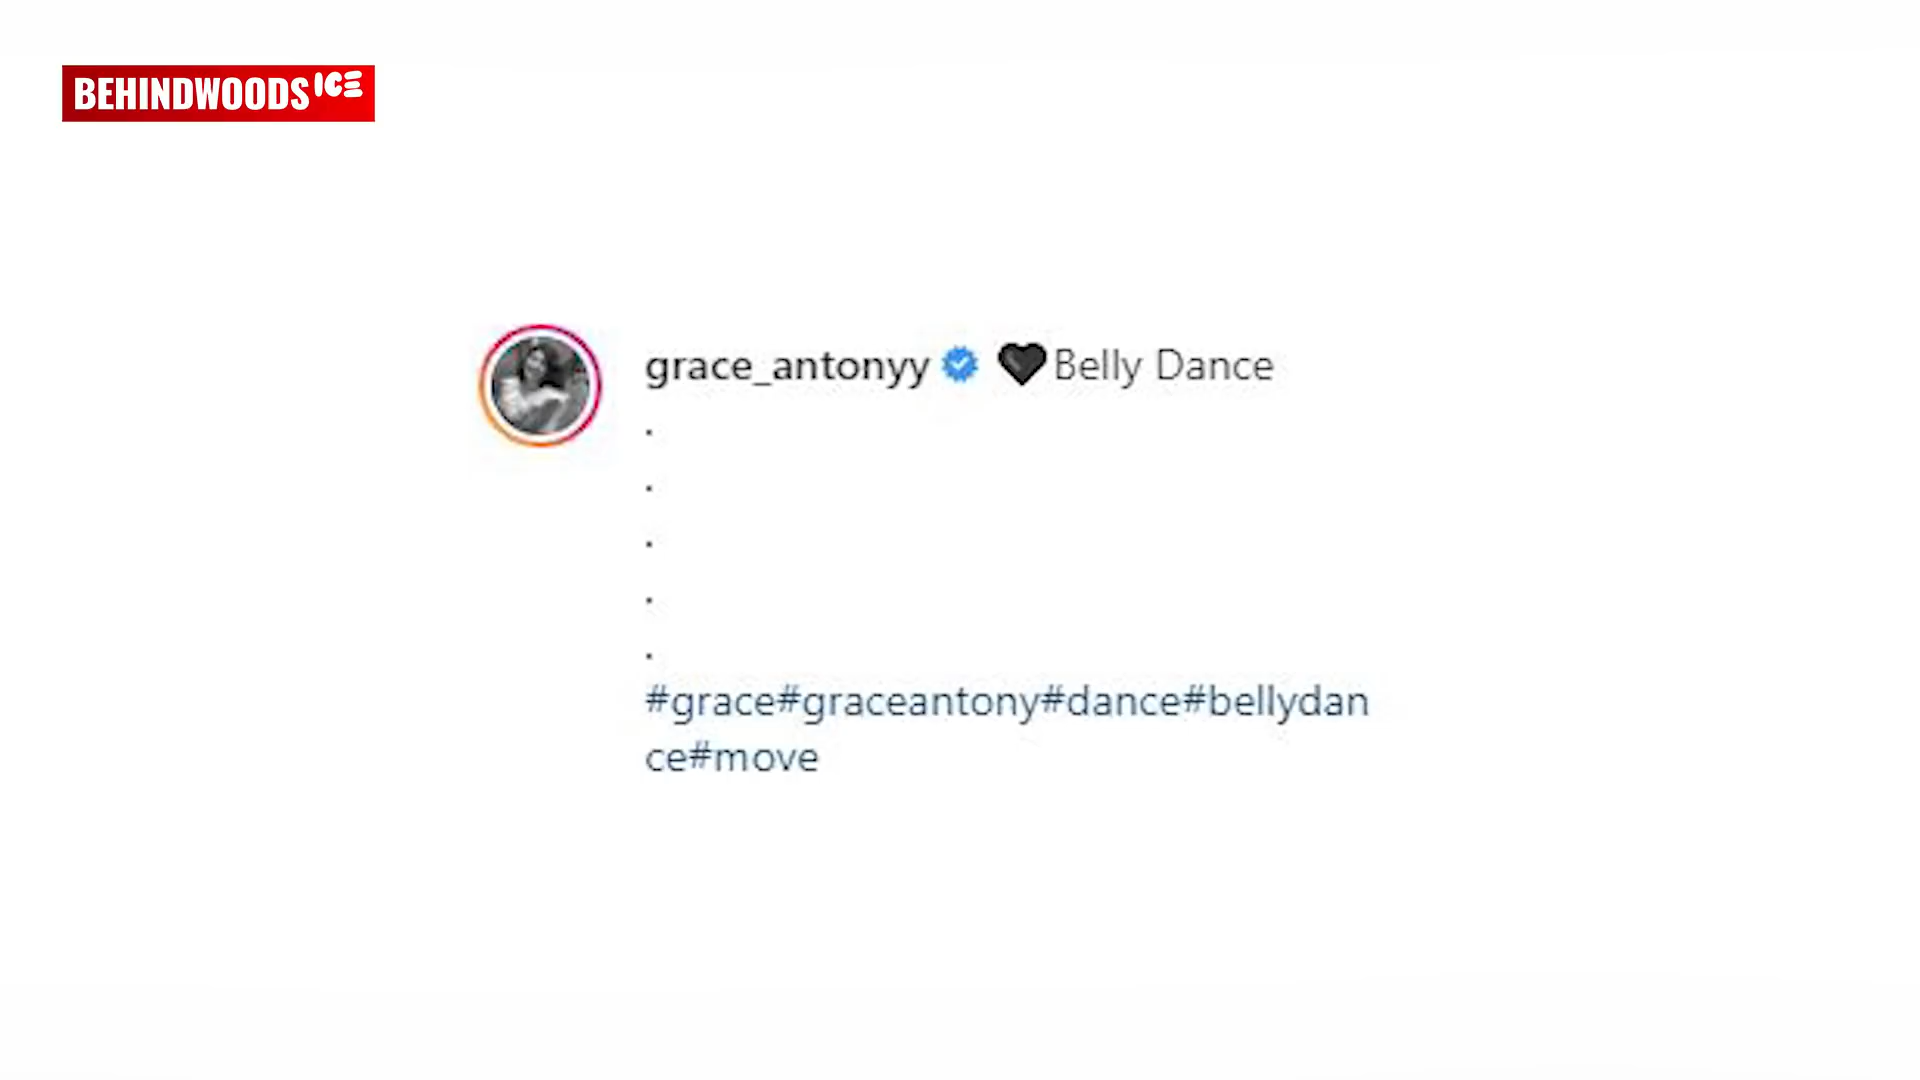 BEHINDWOODS ICE
grace_antonyy 🖤Belly Dance
.
.
.
.
.
#grace#graceantony#dance#bellydan
ce#move